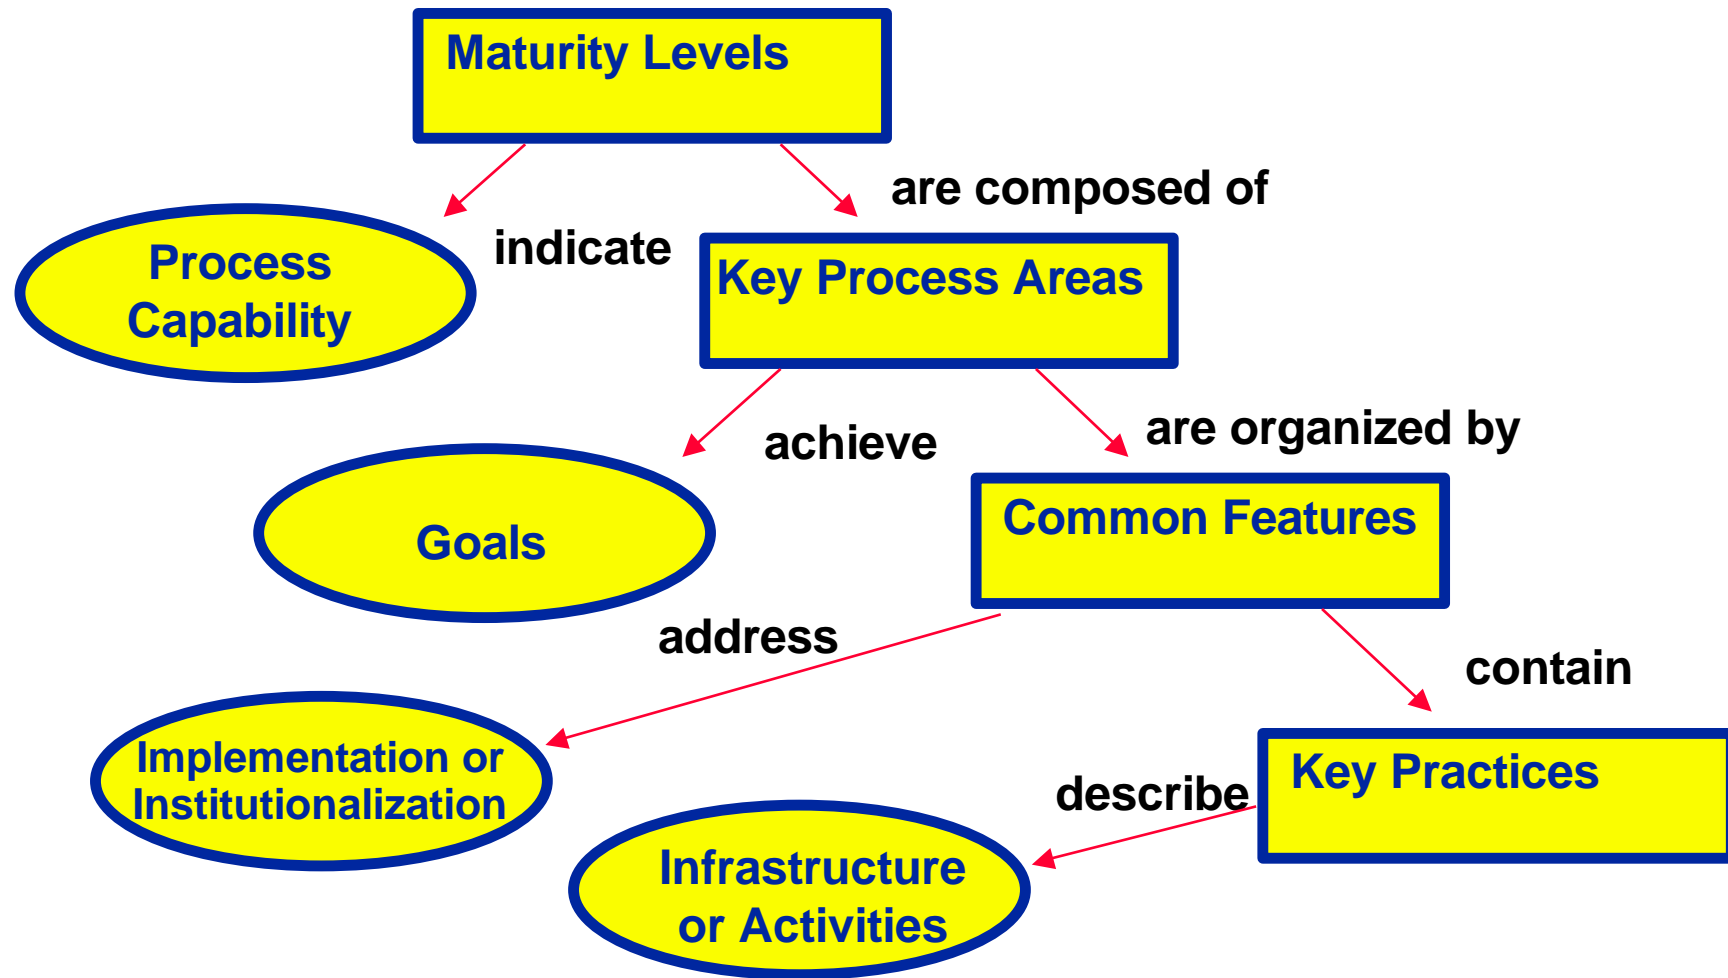 Maturity Levels
are composed of
indicate
Process
Capability
Key Process Areas
achieve
are organized by
Goals
Common Features
address
contain
Implementation or
Institutionalization
Key Practices
describe
Infrastructure
or Activities